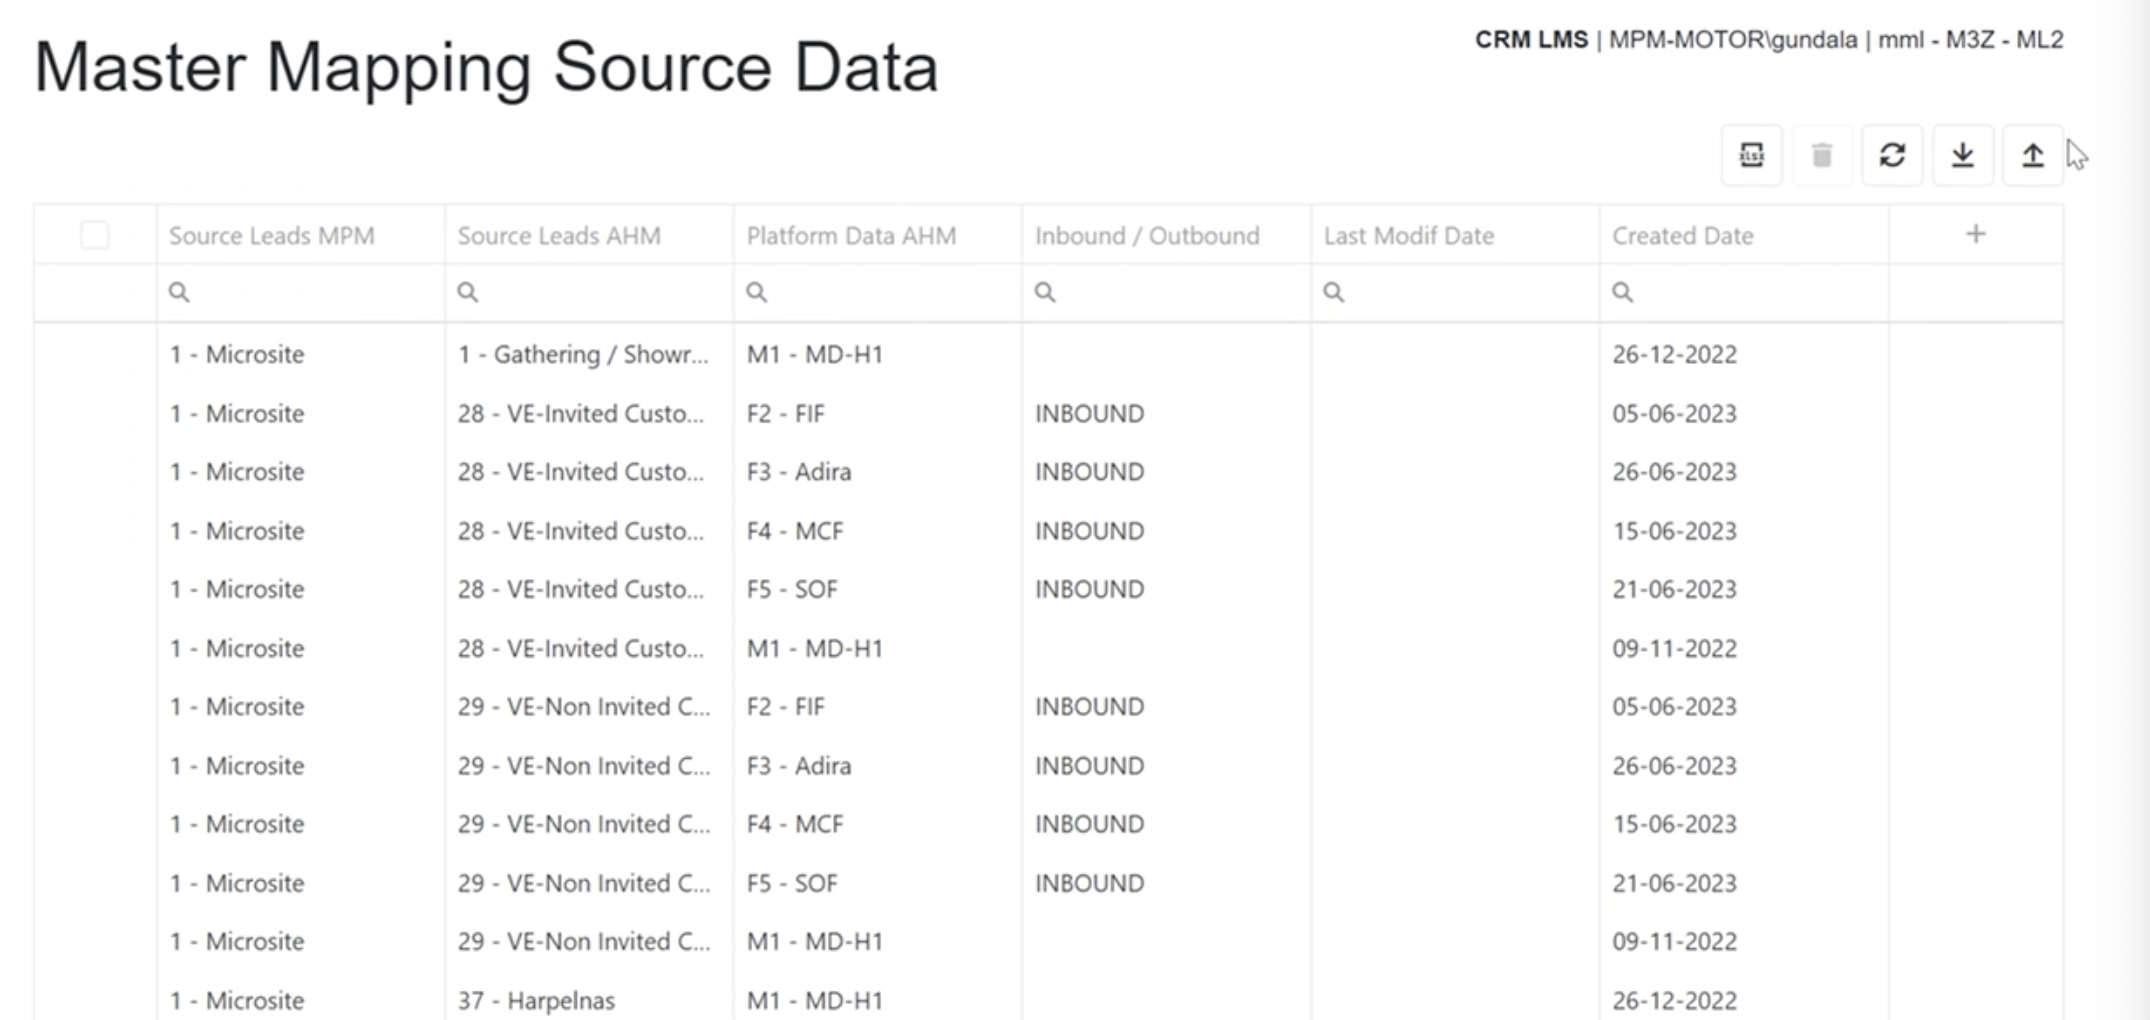 CRM LMS | MPM-MOTOR\gundala | mml - M3Z - ML2
Master Mapping Source Data
xlsx
Source Leads MPM Source Leads AHM Platform Data AHM Inbound / Outbound Last Modif Date Created Date +
1 - Microsite 1 - Gathering / Showr... M1 - MD-H1 26-12-2022
1 - Microsite 28 - VE-Invited Custo... F2 - FIF INBOUND 05-06-2023
1 - Microsite 28 - VE-Invited Custo... F3 - Adira INBOUND 26-06-2023
1 - Microsite 28 - VE-Invited Custo... F4 - MCF INBOUND 15-06-2023
1 - Microsite 28 - VE-Invited Custo... F5 - SOF INBOUND 21-06-2023
1 - Microsite 28 - VE-Invited Custo... M1 - MD-H1 09-11-2022
1 - Microsite 29 - VE-Non Invited C... F2 - FIF INBOUND 05-06-2023
1 - Microsite 29 - VE-Non Invited C... F3 - Adira INBOUND 26-06-2023
1 - Microsite 29 - VE-Non Invited C... F4 - MCF INBOUND 15-06-2023
1 - Microsite 29 - VE-Non Invited C... F5 - SOF INBOUND 21-06-2023
1 - Microsite 29 - VE-Non Invited C... M1 - MD-H1 09-11-2022
1 - Microsite 37 - Harpelnas M1 - MD-H1 26-12-2022